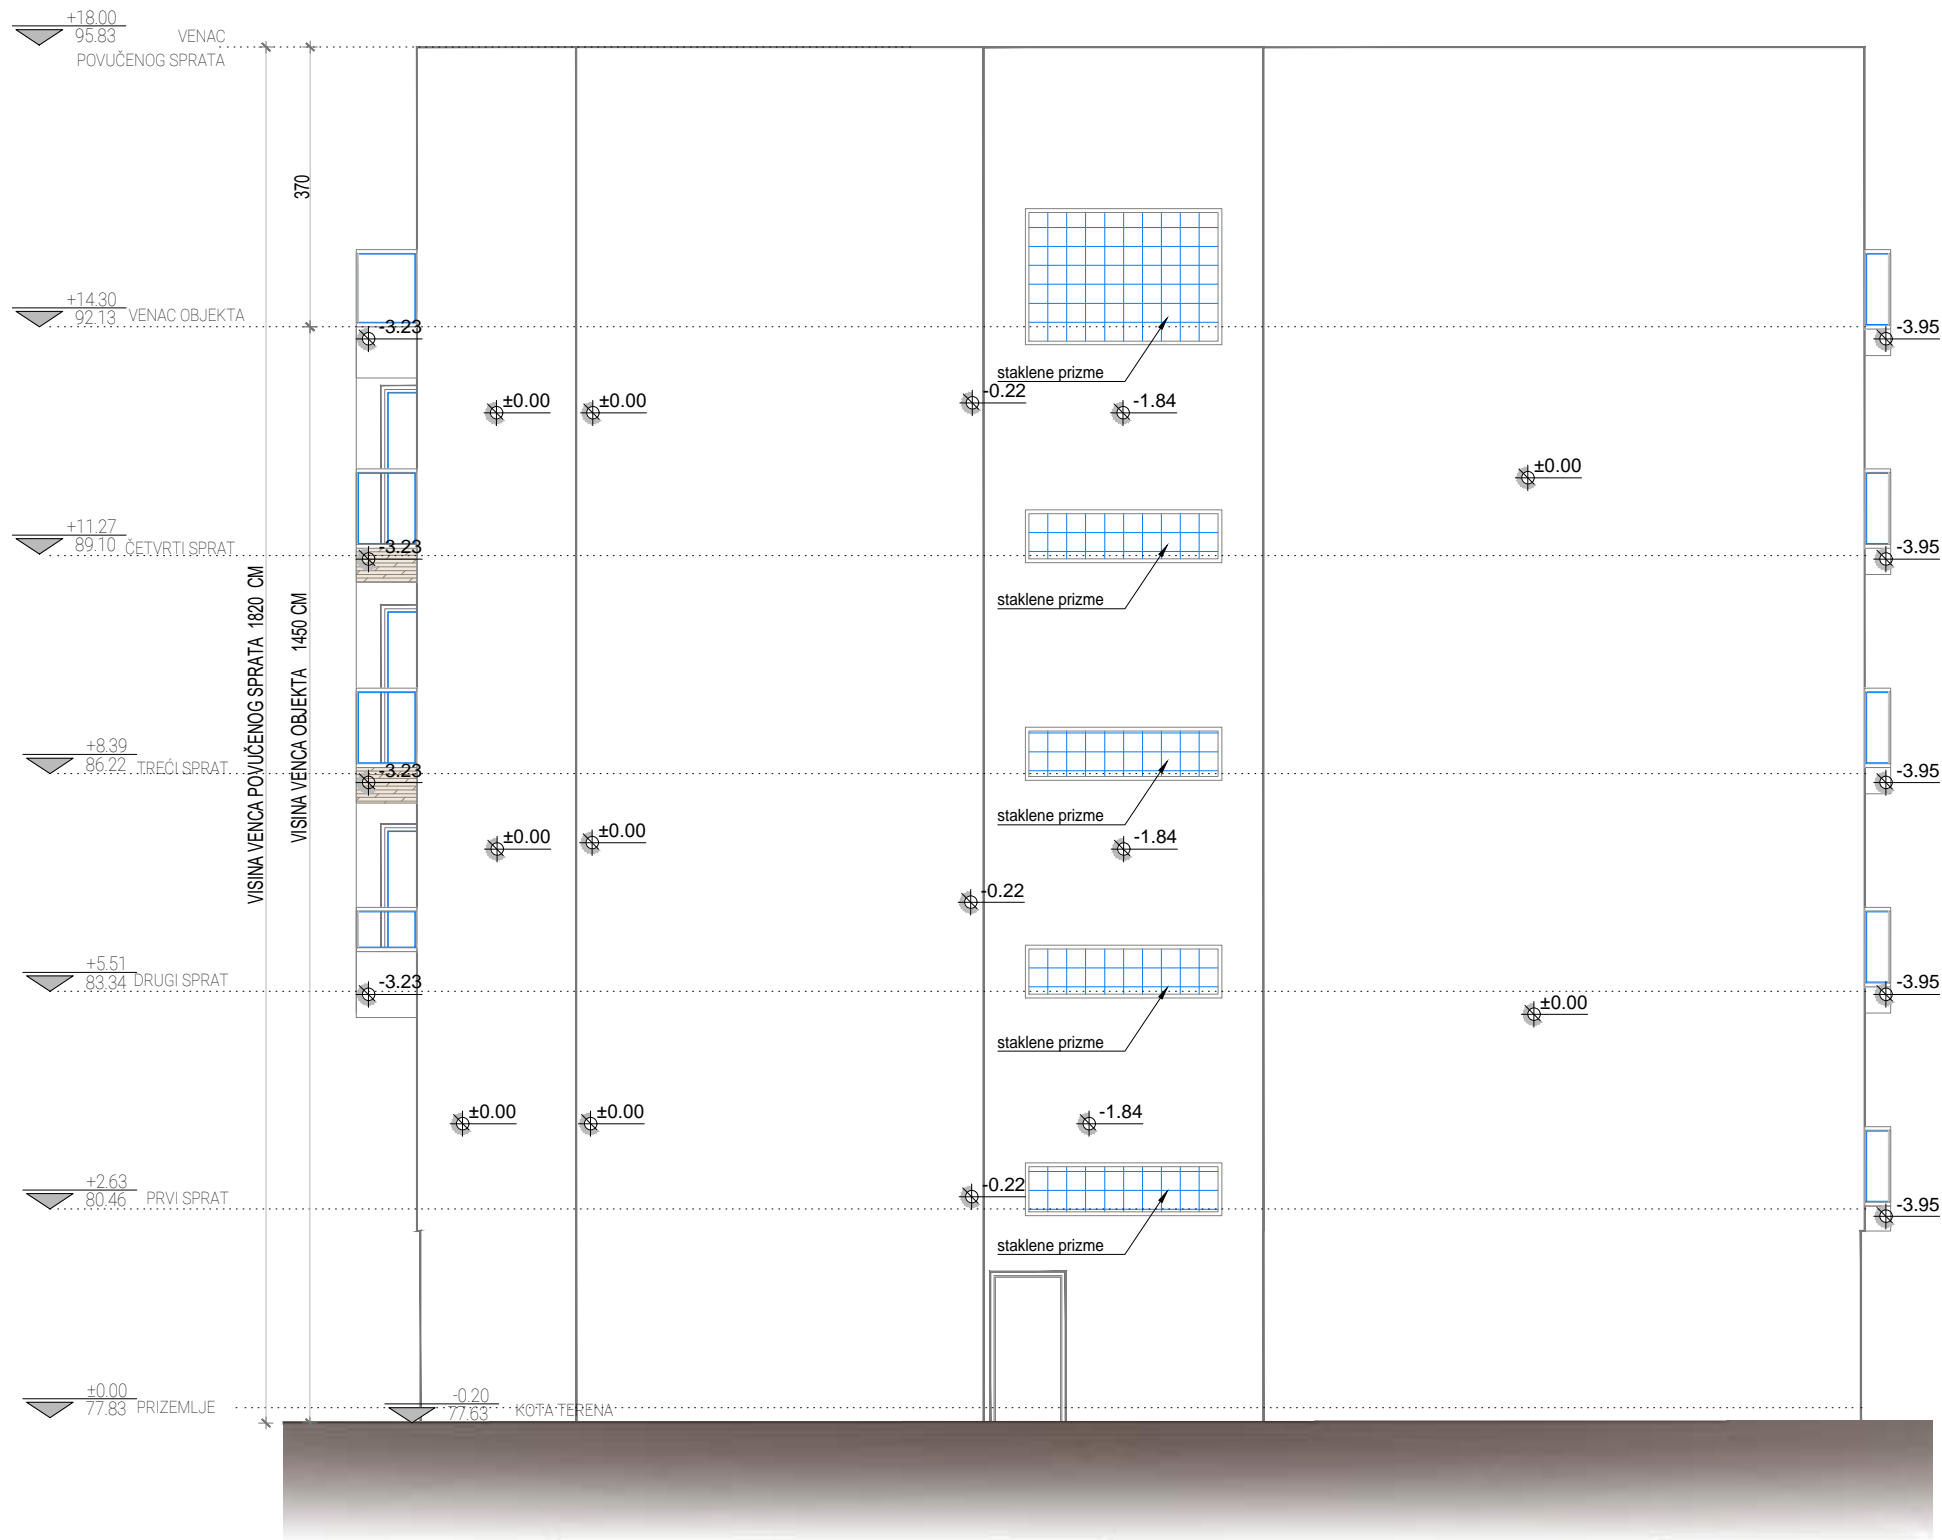 +18.00
95.83 VENAC
POVUČENOG SPRATA
370
+14.30
92.13 VENAC OBJEKTA
-3.23
-3.95
staklene prizme
±0.00
±0.00
-0.22
-1.84
±0.00
+11.27
89.10 ČETVRTI SPRAT
-3.23
-3.95
staklene prizme
VISINA VENCA POVUČENOG SPRATA 1820 CM
VISINA VENCA OBJEKTA 1450 CM
+8.39
86.22 TREĆI SPRAT
-3.23
-3.95
staklene prizme
±0.00
±0.00
-1.84
-0.22
+5.51
83.34 DRUGI SPRAT
-3.23
-3.95
±0.00
staklene prizme
±0.00
±0.00
-1.84
+2.63
80.46 PRVI SPRAT
-0.22
-3.95
staklene prizme
±0.00
77.83 PRIZEMLJE
-0.20
77.63 KOTA TERENA